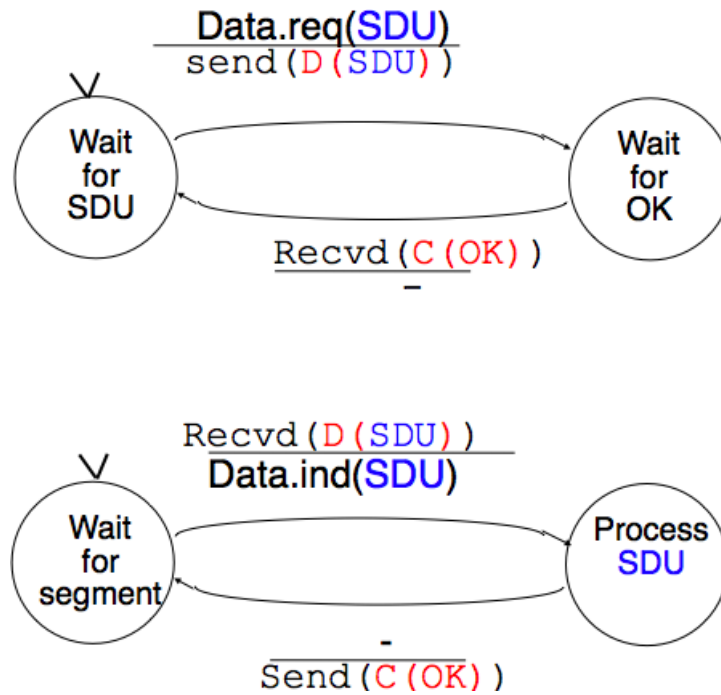 Data.req(SDU)
send(D(SDU))
Wait
for
SDU
Wait
for
OK
Recvd(C(OK))
-
Recvd(D(SDU))
Data.ind(SDU)
Wait
for
segment
Process
SDU
-
Send(C(OK))